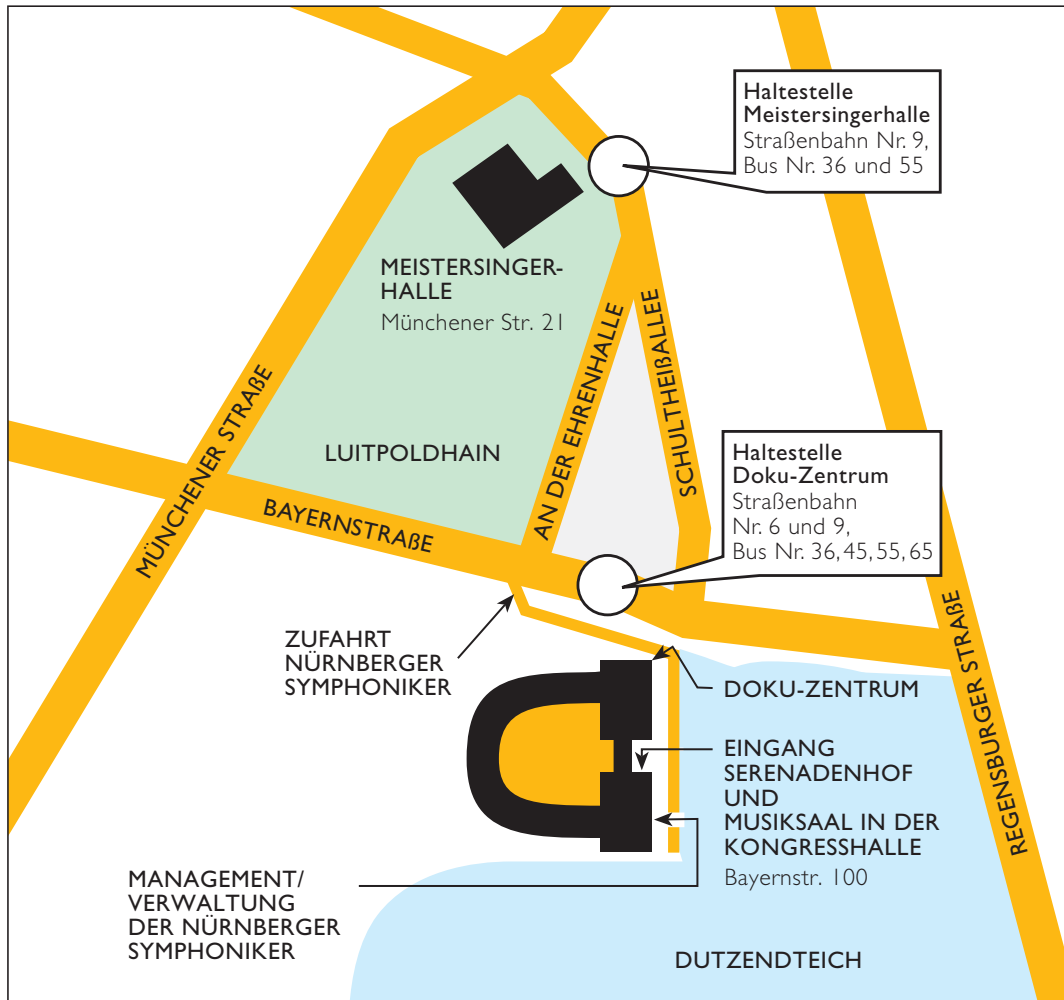 Haltestelle
Meistersingerhalle
Straßenbahn Nr. 9,
Bus Nr. 36 und 55
MEISTERSINGER-
HALLE
Münchener Str. 21
MÜNCHENER STRAßE
LUITPOLDHAIN
AN DER EHRENHALLE
SCHULTHEIßALLEE
BAYERNSTRAßE
Haltestelle
Doku-Zentrum
Straßenbahn
Nr. 6 und 9,
Bus Nr. 36, 45, 55, 65
REGENSBURGER STRAßE
ZUFAHRT
NÜRNBERGER
SYMPHONIKER
DOKU-ZENTRUM
EINGANG
SERENADENHOF
UND
MUSIKSAAL IN DER
KONGRESSHALLE
Bayernstr. 100
MANAGEMENT/
VERWALTUNG
DER NÜRNBERGER
SYMPHONIKER
DUTZENDTEICH